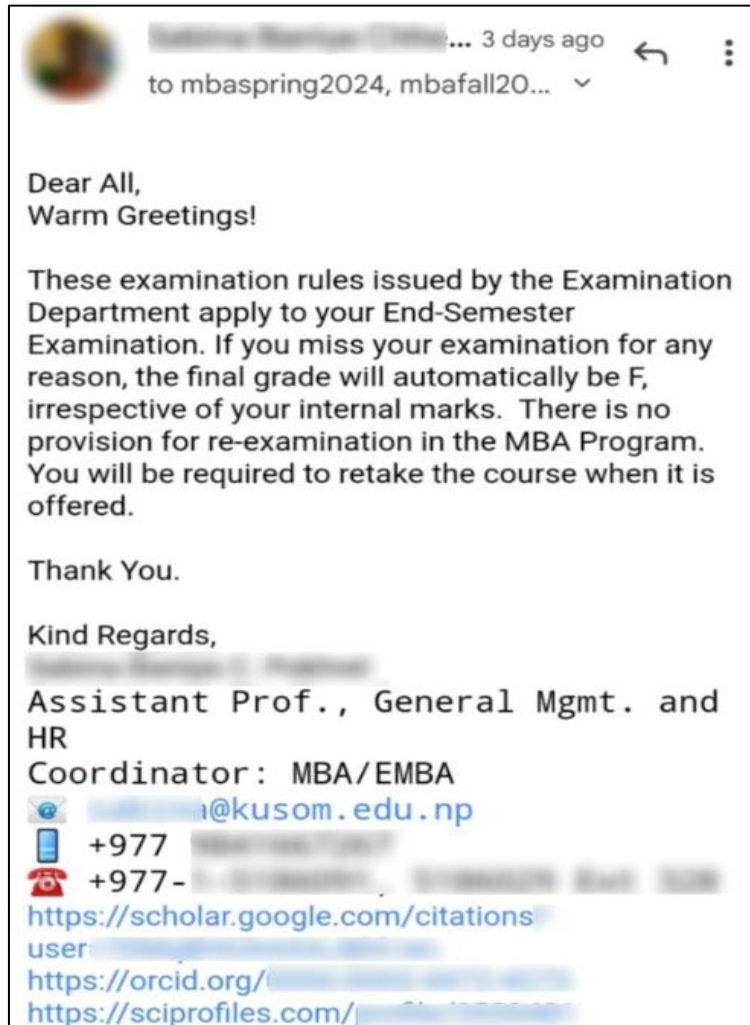 ... 3 days ago
to mbaspring2024, mbafall20...
Dear All,
Warm Greetings!
These examination rules issued by the Examination
Department apply to your End-Semester
Examination. If you miss your examination for any
reason, the final grade will automatically be F,
irrespective of your internal marks.  There is no
provision for re-examination in the MBA Program.
You will be required to retake the course when it is
offered.
Thank You.
Kind Regards,
Assistant Prof., General Mgmt. and
HR
Coordinator: MBA/EMBA
@kusom.edu.np
+977
+977-
https://scholar.google.com/citations
user
https://orcid.org/
https://sciprofiles.com/